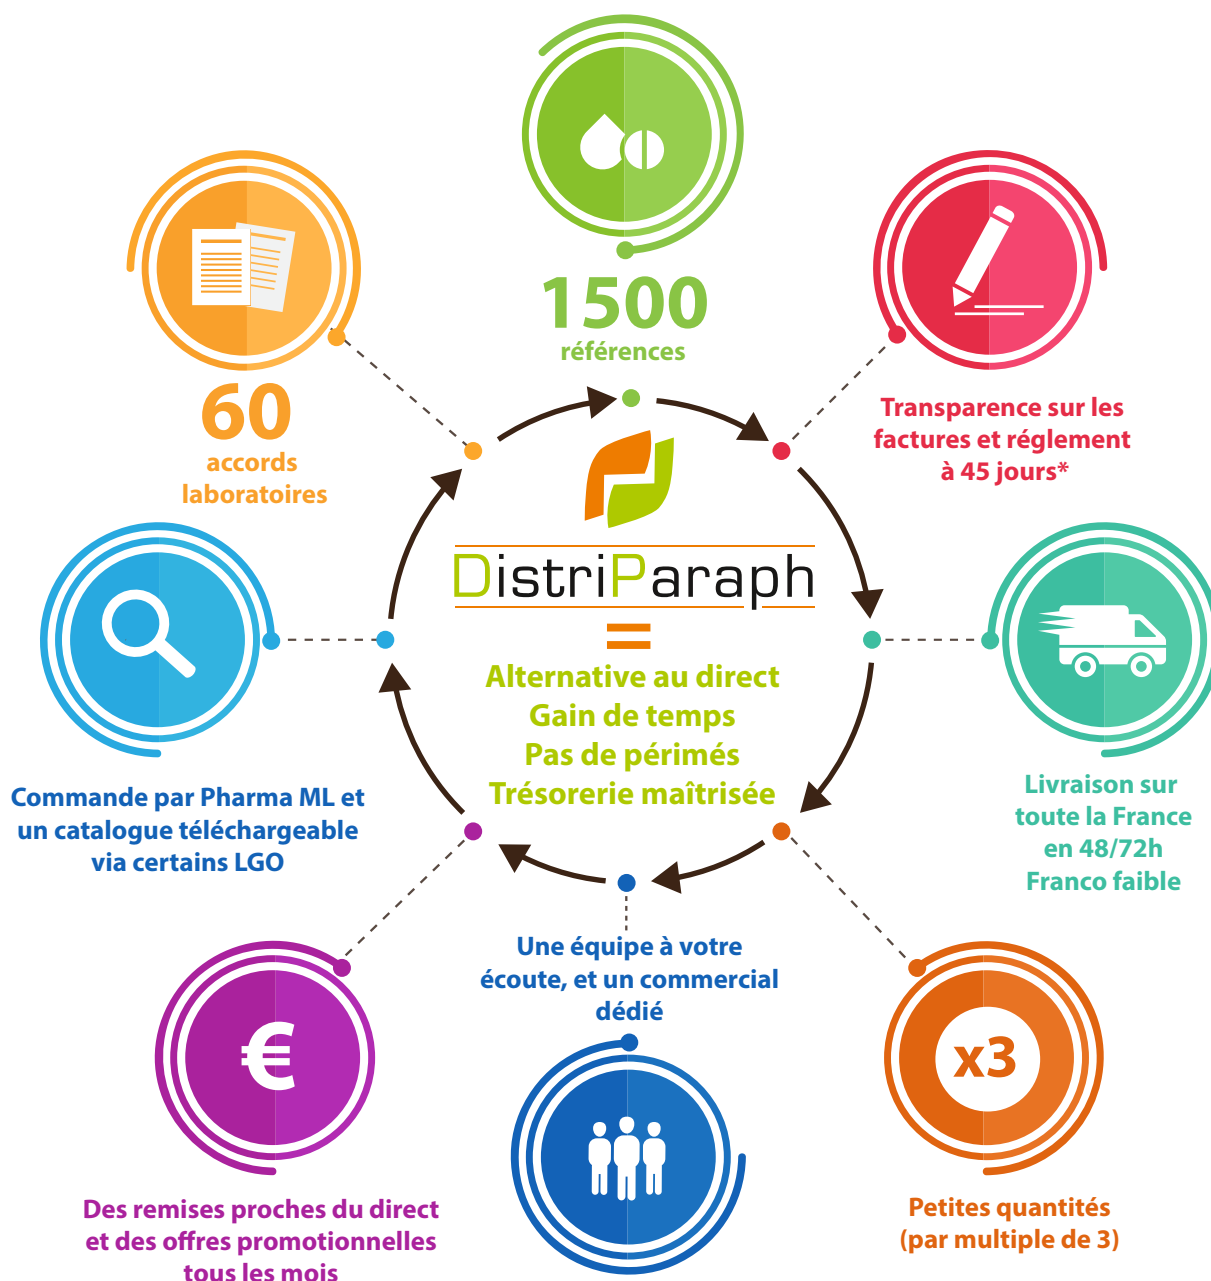 1500
références
60
accords
laboratoires
Transparence sur les
factures et réglement
à 45 jours*
DistriParaph
=
Alternative au direct
Gain de temps
Pas de périmés
Trésorerie maîtrisée
Commande par Pharma ML et
un catalogue téléchargeable
via certains LGO
Livraison sur
toute la France
en 48/72h
Franco faible
Une équipe à votre
écoute, et un commercial
dédié
€
x3
Des remises proches du direct
et des offres promotionnelles
tous les mois
Petites quantités
(par multiple de 3)